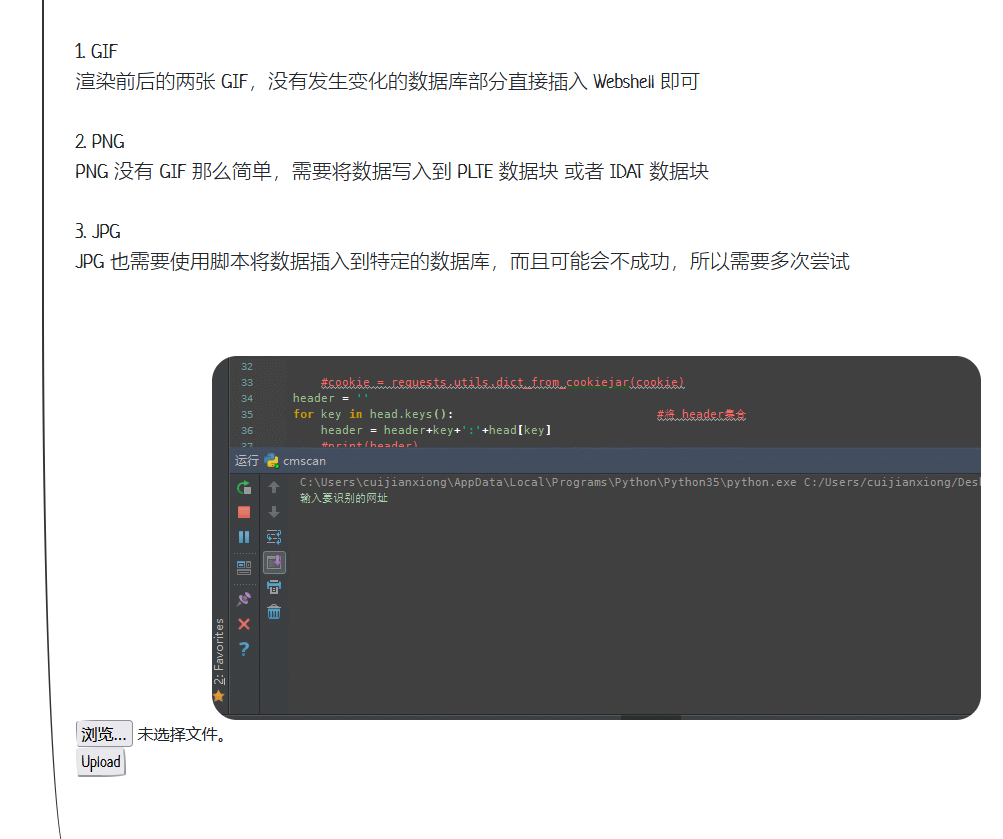 1. GIF
渲染前后的两张 GIF，没有发生变化的数据库部分直接插入 Webshell 即可
2. PNG
PNG 没有 GIF 那么简单，需要将数据写入到 PLTE 数据块 或者 IDAT 数据块
3. JPG
JPG 也需要使用脚本将数据插入到特定的数据库，而且可能会不成功，所以需要多次尝试
32
33 #cookie = requests.utils.dict_from_cookiejar(cookie)
34 header = ''
35 for key in head.keys(): #将 header集合
36 header = header+key+':'+head[key]
37 #print(header)
运行 cmscan
C:\Users\cuijianxiong\AppData\Local\Programs\Python\Python35\python.exe C:/Users/cuijianxiong/Des
输入要识别的网址
2: Favorites
浏览... 未选择文件。
Upload